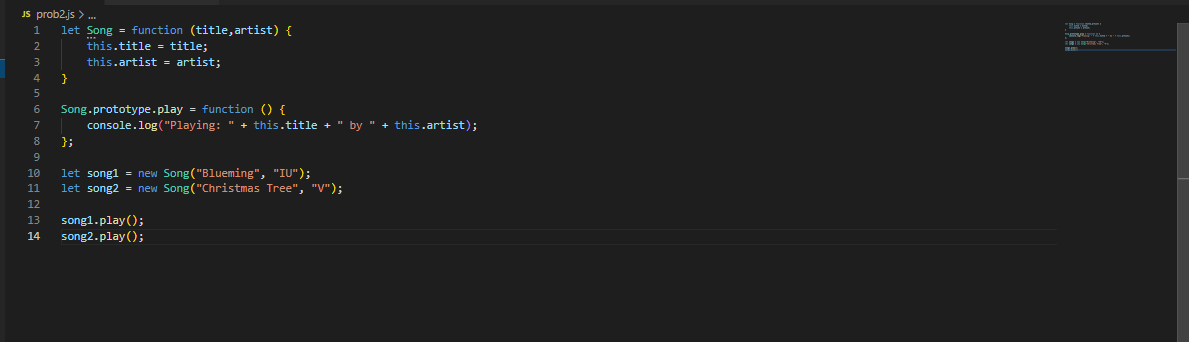 JS prob2.js > ...
1 let Song = function (title,artist) {
2 this.title = title;
3 this.artist = artist;
4 }
5
6 Song.prototype.play = function () {
7 console.log("Playing: " + this.title + " by " + this.artist);
8 };
9
10 let song1 = new Song("Blueming", "IU");
11 let song2 = new Song("Christmas Tree", "V");
12
13 song1.play();
14 song2.play();